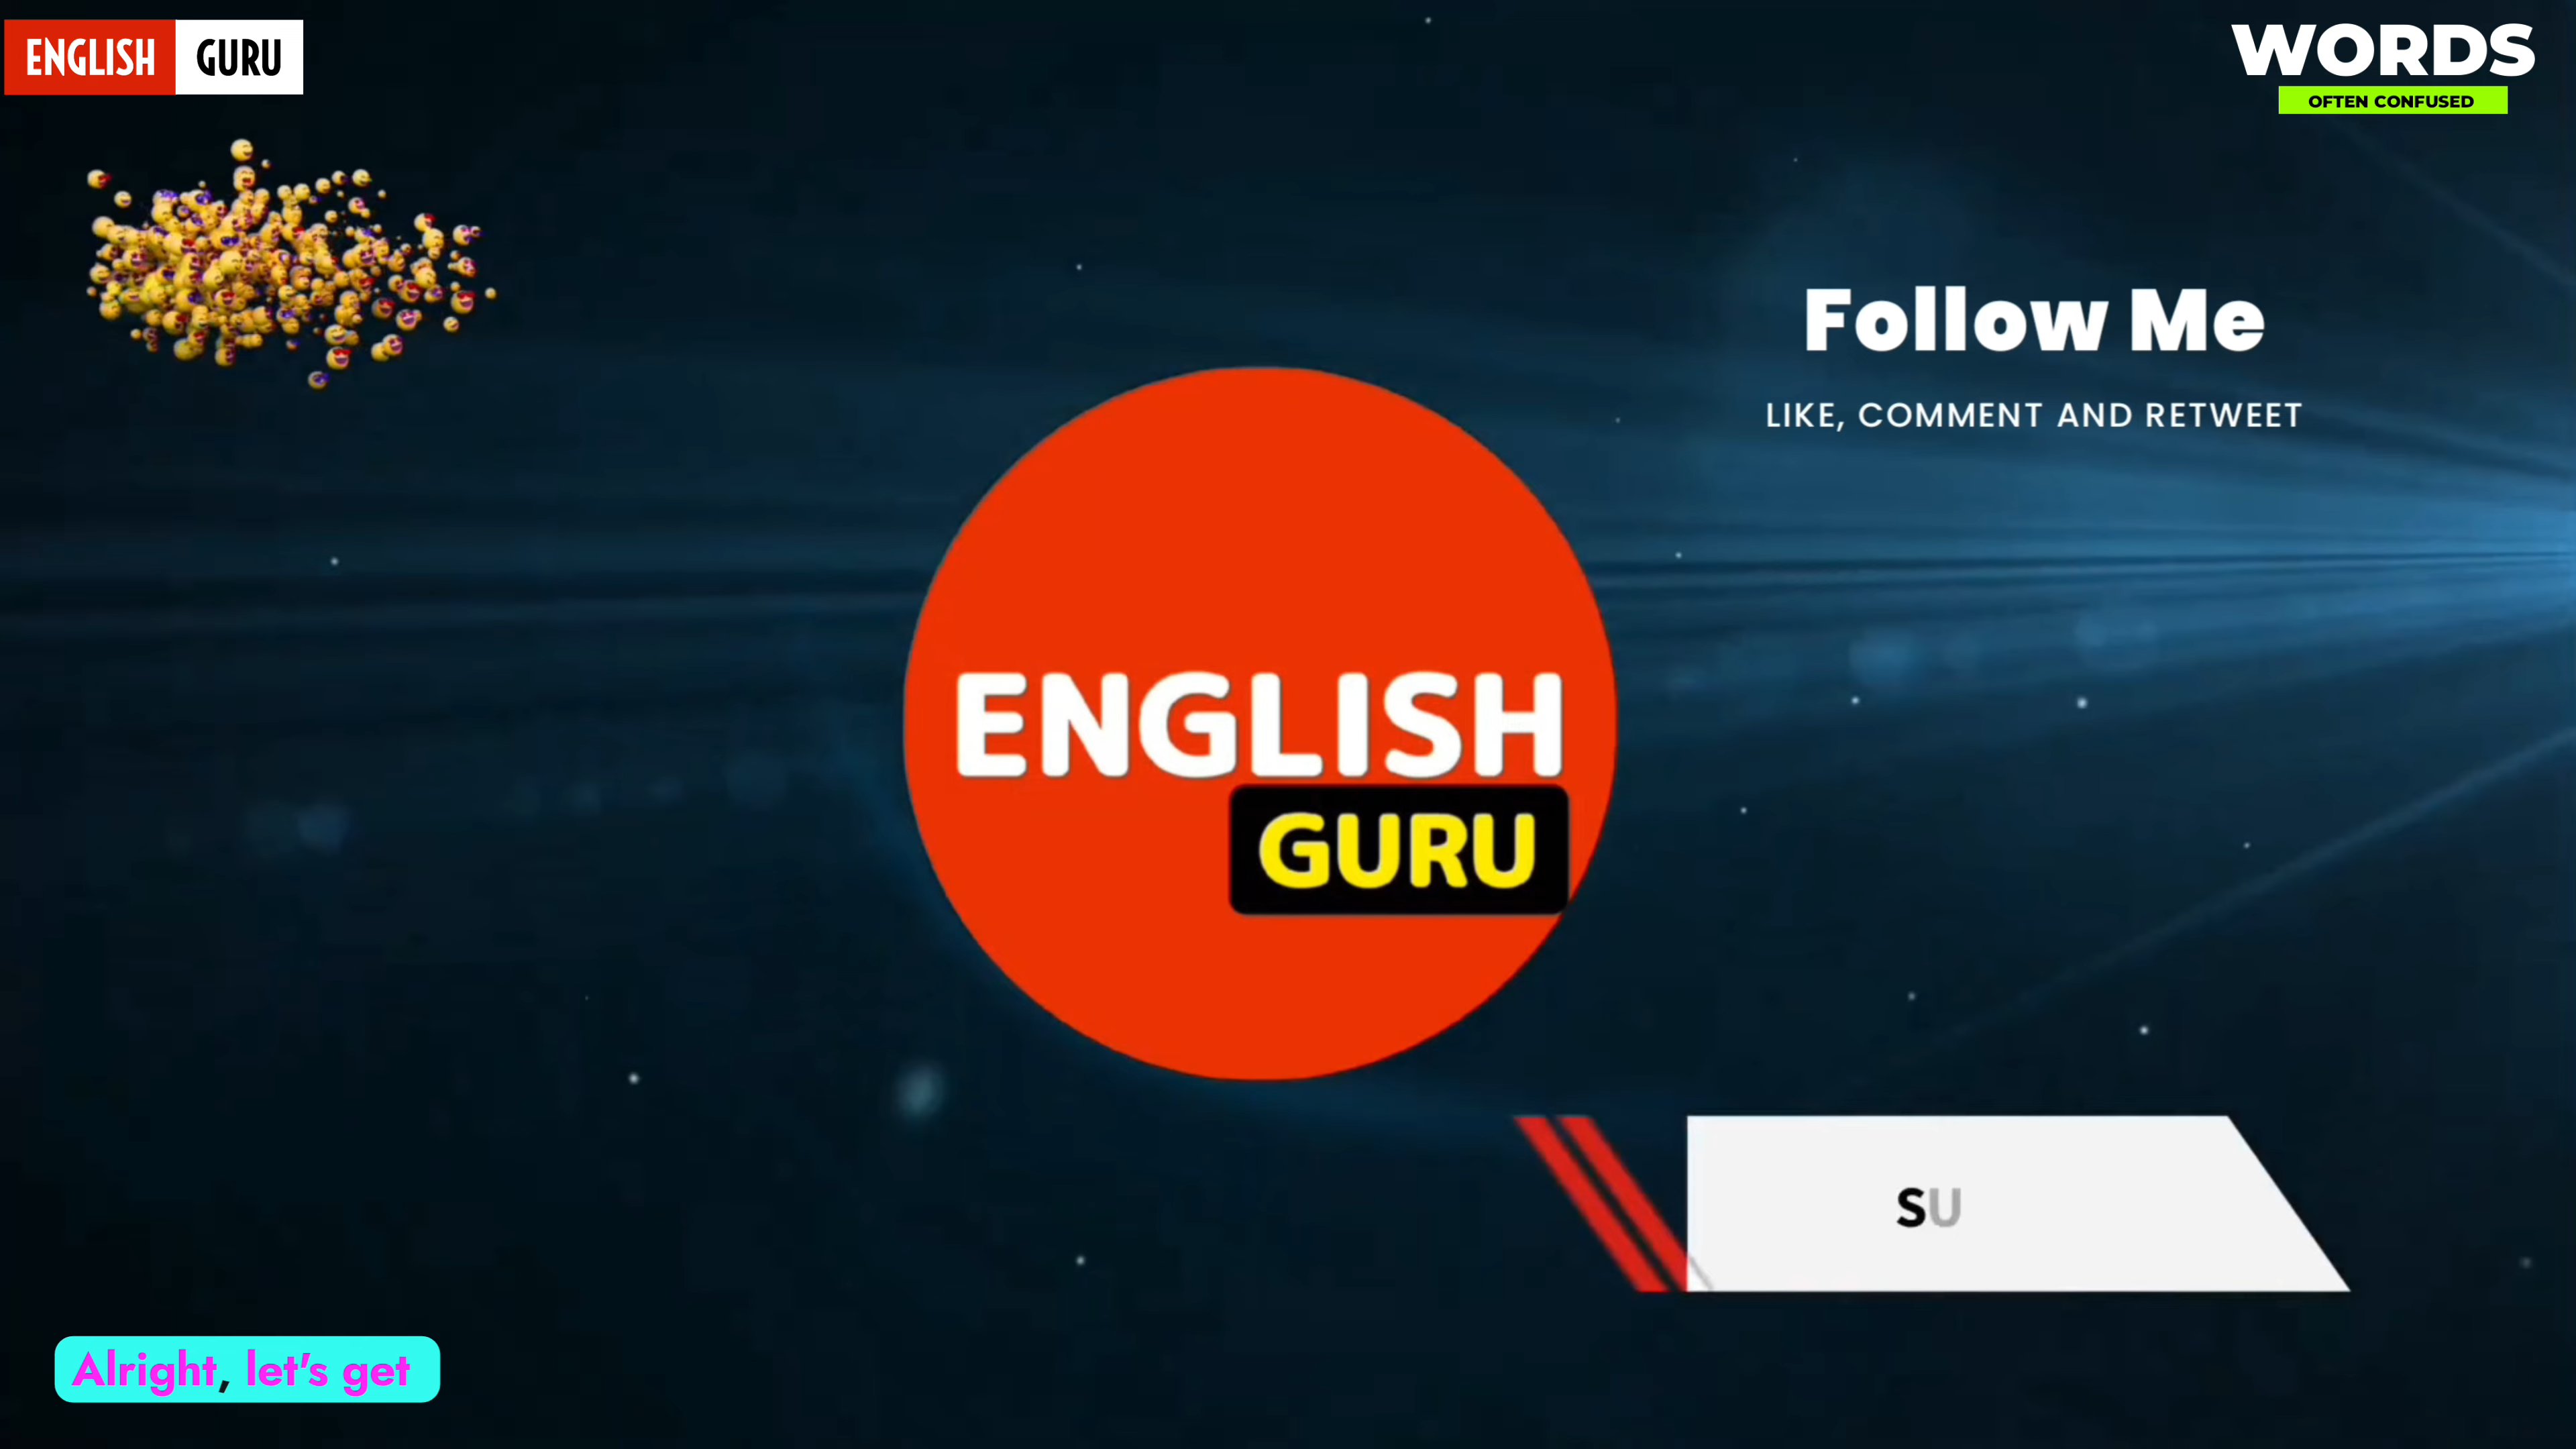 ENGLISH GURU
WORDS
OFTEN CONFUSED
Follow Me
LIKE, COMMENT AND RETWEET
ENGLISH
GURU
SU
Alright, let's get